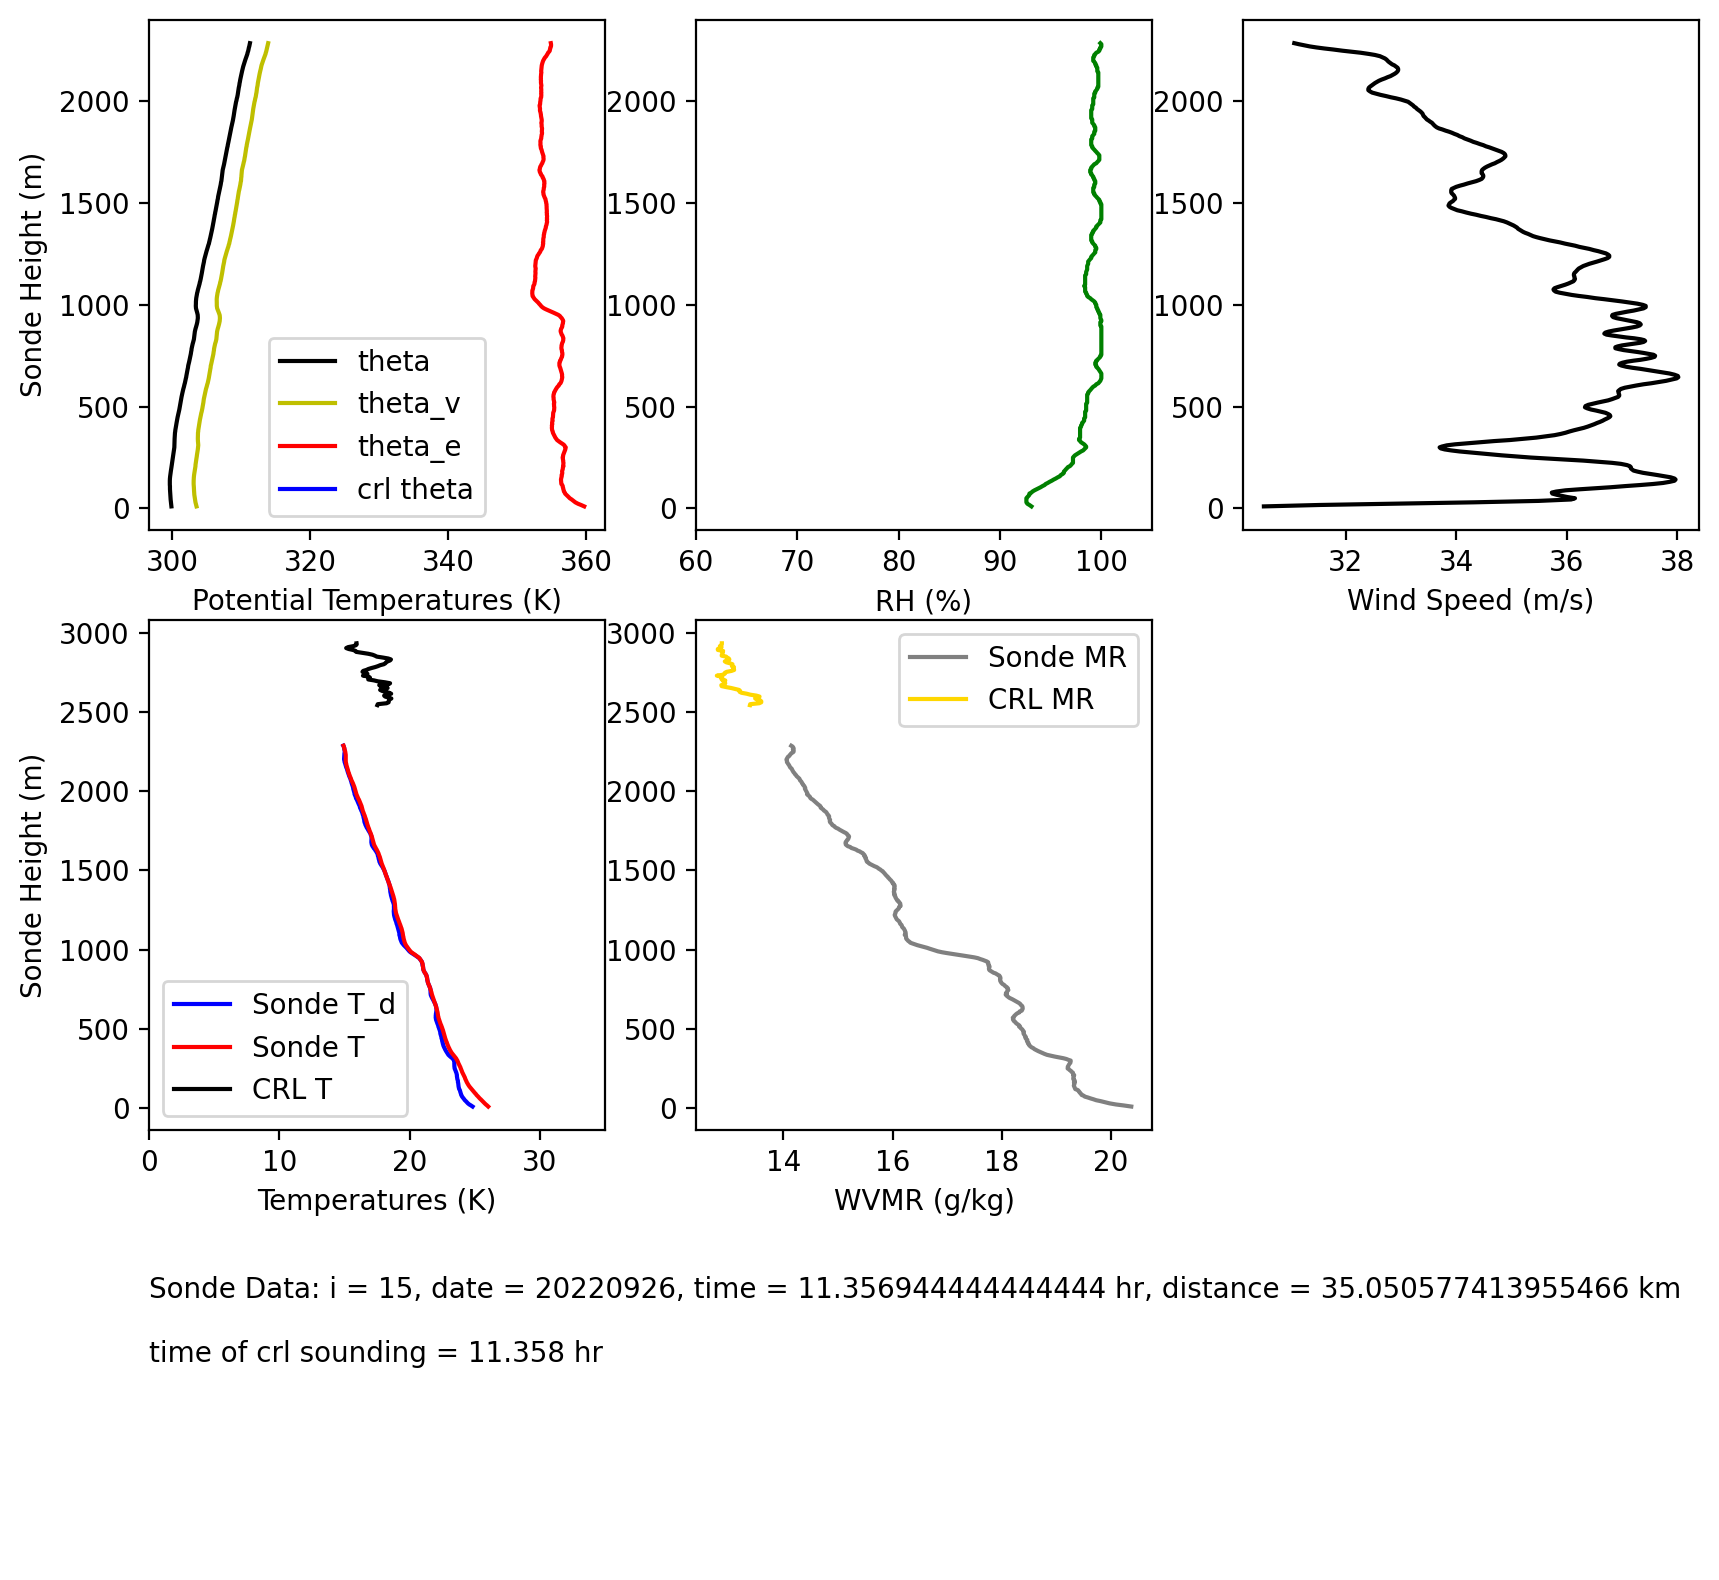 Sonde Height (m)
2000
1500
1000
500
0
theta
theta_v
theta_e
crl theta
300 320 340 360
Potential Temperatures (K)
2000
1500
1000
500
0
60 70 80 90 100
RH (%)
2000
1500
1000
500
0
32 34 36 38
Wind Speed (m/s)
Sonde Height (m)
3000
2500
2000
1500
1000
500
0
Sonde T_d
Sonde T
CRL T
0 10 20 30
Temperatures (K)
3000
2500
2000
1500
1000
500
0
Sonde MR
CRL MR
14 16 18 20
WVMR (g/kg)
Sonde Data: i = 15, date = 20220926, time = 11.356944444444444 hr, distance = 35.050577413955466 km
time of crl sounding = 11.358 hr